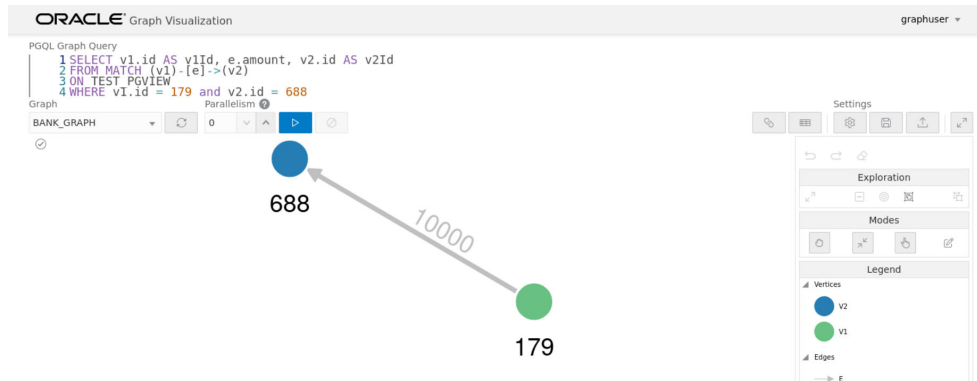 ORACLE Graph Visualization
graphuser
PGQL Graph Query
1 SELECT v1.id AS v1Id, e.amount, v2.id AS v2Id
2 FROM MATCH (v1)-[e]->(v2)
3 ON TEST_PGVIEW
4 WHERE v1.id = 179 and v2.id = 688
Graph
Parallelism ?
Settings
BANK_GRAPH
0
688
10000
179
Exploration
Modes
Legend
Vertices
V2
V1
Edges
E